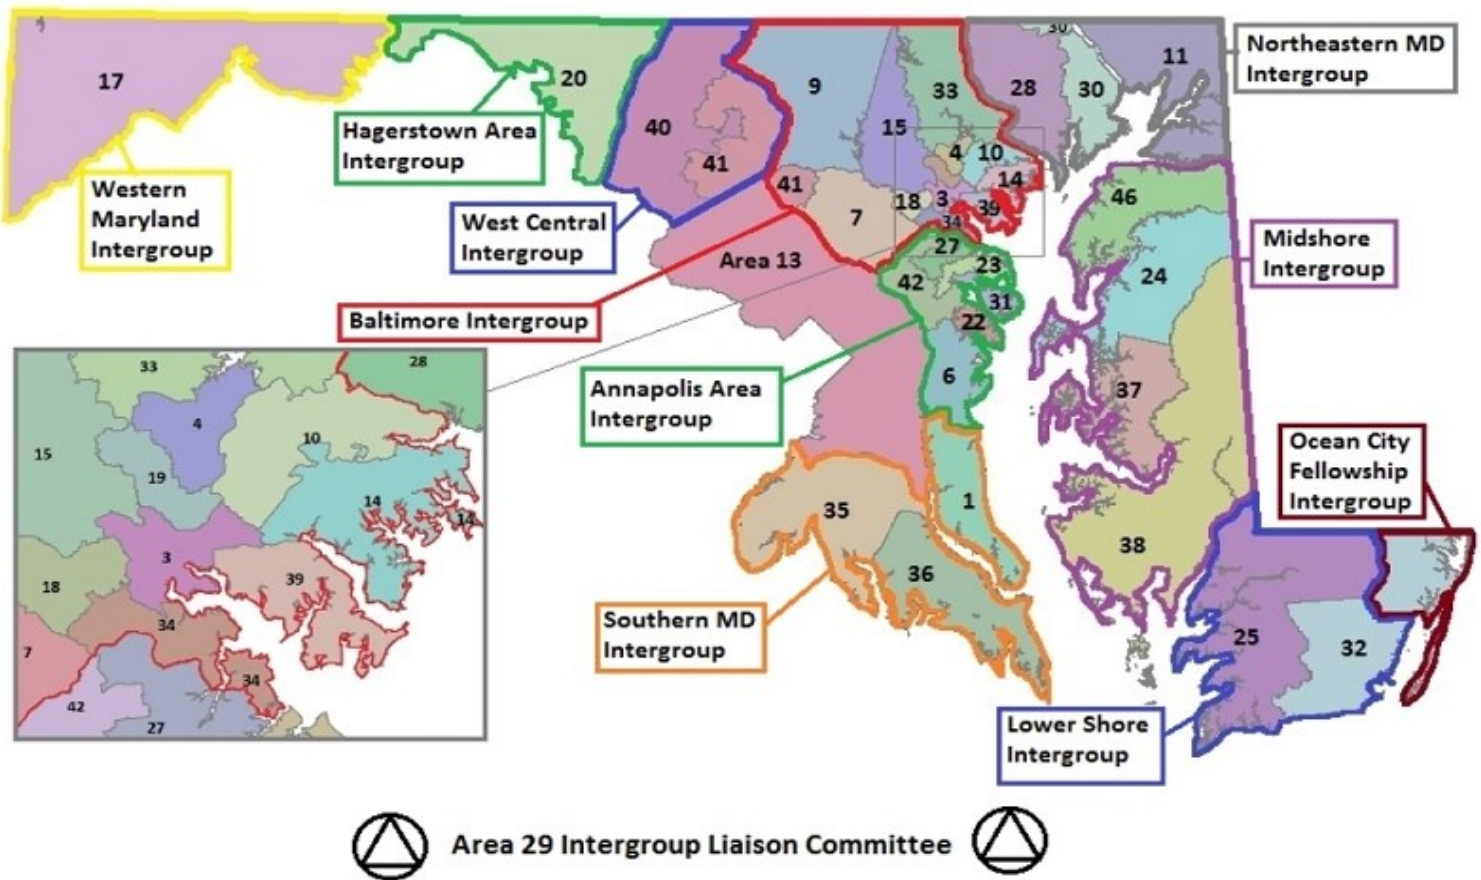 30
Northeastern MD
Intergroup
11
17
20
9
33
28
30
40
15
Hagerstown Area
Intergroup
41
4
10
14
41
18
3
39
46
7
34
Western
Maryland
Intergroup
West Central
Intergroup
27
23
Midshore
Intergroup
Area 13
42
24
31
22
Baltimore Intergroup
6
37
Annapolis Area
Intergroup
33
28
4
15
10
19
14
14
3
18
39
34
7
34
42
27
Ocean City
Fellowship
Intergroup
1
35
38
36
Southern MD
Intergroup
25
32
Lower Shore
Intergroup
Area 29 Intergroup Liaison Committee